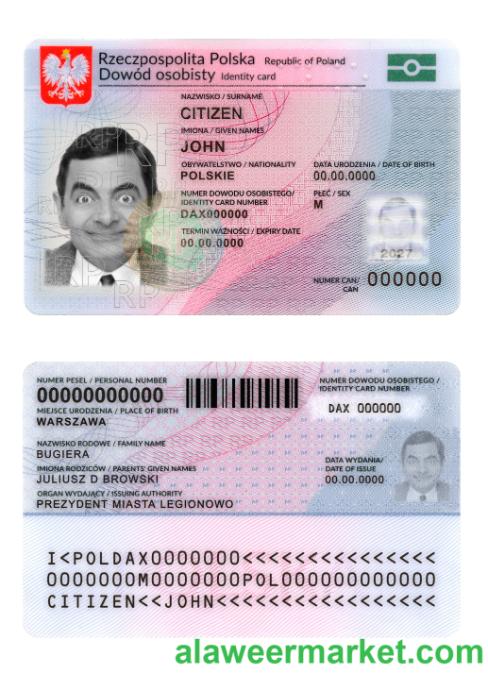 Rzeczpospolita Polska Republic of Poland
Dowód osobisty Identity card
NAZWISKO / SURNAME
CITIZEN
IMIONA / GIVEN NAMES
JOHN
OBYWATELSTWO / NATIONALITY DATA URODZENIA / DATE OF BIRTH
POLSKIE 00.00.0000
NUMER DOWODU OSOBISTEGO/ PŁEĆ / SEX
IDENTITY CARD NUMBER M
DAX000000
TERMIN WAŻNOŚCI / EXPIRY DATE
00.00.0000
2027
NUMER CAN/ 000000
CAN
NUMER PESEL / PERSONAL NUMBER NUMER DOWODU OSOBISTEGO /
00000000000 IDENTITY CARD NUMBER
MIEJSCE URODZENIA / PLACE OF BIRTH DAX 000000
WARSZAWA
NAZWISKO RODOWE / FAMILY NAME
BUGIERA
IMIONA RODZICÓW / PARENTS' GIVEN NAMES DATA WYDANIA/
JULIUSZ D BROWSKI DATE OF ISSUE
ORGAN WYDAJĄCY / ISSUING AUTHORITY 00.00.0000
PREZYDENT MIASTA LEGIONOWO
I<POLDAX0000000<<<<<<<<<<<<<<<
0000000M0000000POL000000000000
CITIZEN<<JOHN<<<<<<<<<<<<<<<<<
alaweermarket.com